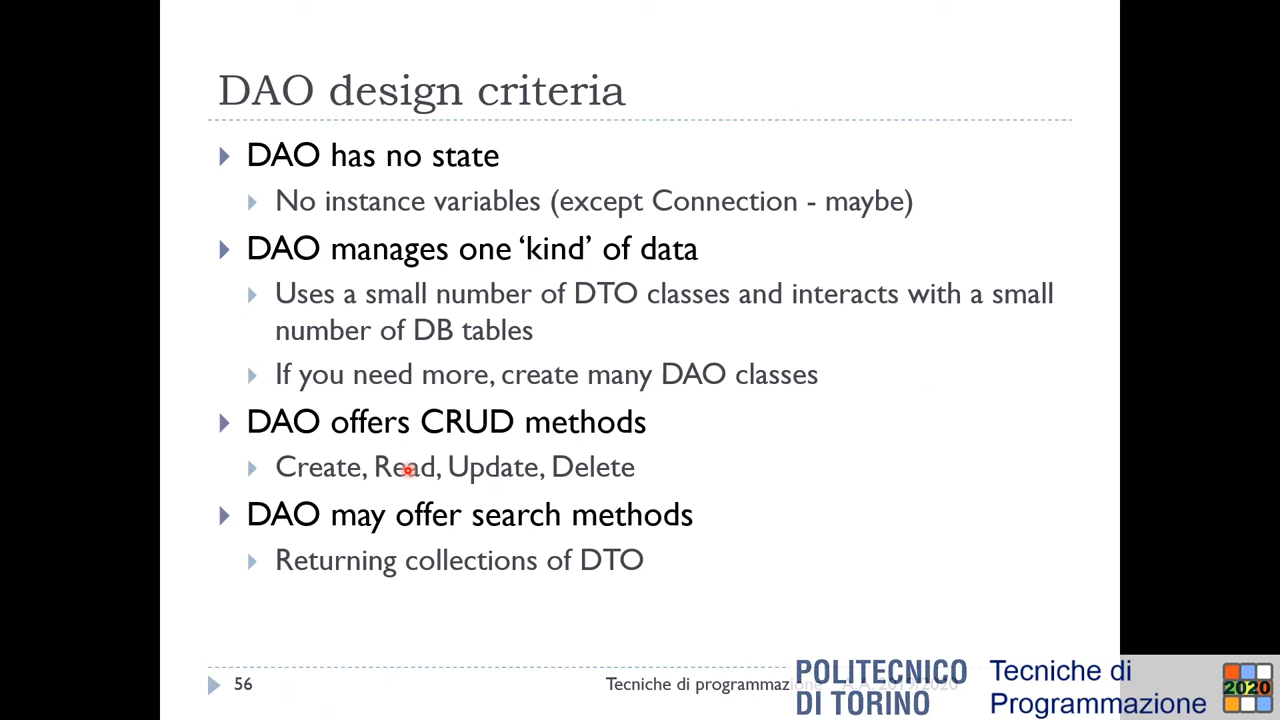 DAO design criteria
DAO has no state
No instance variables (except Connection - maybe)
DAO manages one ‘kind’ of data
Uses a small number of DTO classes and interacts with a small
number of DB tables
If you need more, create many DAO classes
DAO offers CRUD methods
Create, Read, Update, Delete
DAO may offer search methods
Returning collections of DTO
56
Tecniche di programmazione A.A. 2019/2020
POLITECNICO
DI TORINO
Tecniche di
Programmazione
2020